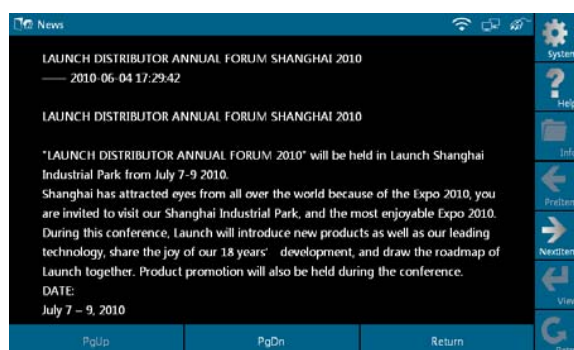 News
LAUNCH DISTRIBUTOR ANNUAL FORUM SHANGHAI 2010
—— 2010-06-04 17:29:42
LAUNCH DISTRIBUTOR ANNUAL FORUM SHANGHAI 2010
"LAUNCH DISTRIBUTOR ANNUAL FORUM 2010" will be held in Launch Shanghai
Industrial Park from July 7-9 2010.
Shanghai has attracted eyes from all over the world because of the Expo 2010, you
are invited to visit our Shanghai Industrial Park, and the most enjoyable Expo 2010.
During this conference, Launch will introduce new products as well as our leading
technology, share the joy of our 18 years' development, and draw the roadmap of
Launch together. Product promotion will also be held during the conference.
DATE:
July 7 – 9, 2010
PgUp
PgDn
Return
System
Help
Info
PreItem
NextItem
View